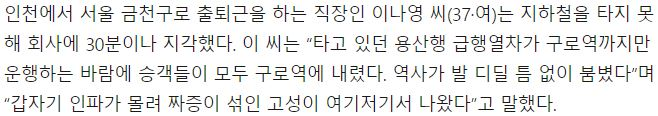 인천에서 서울 금천구로 출퇴근을 하는 직장인 이나영 씨(37·여)는 지하철을 타지 못
해 회사에 30분이나 지각했다. 이 씨는 “타고 있던 용산행 급행열차가 구로역까지만
운행하는 바람에 승객들이 모두 구로역에 내렸다. 역사가 발 디딜 틈 없이 붐볐다”며
“갑자기 인파가 몰려 짜증이 섞인 고성이 여기저기서 나왔다”고 말했다.